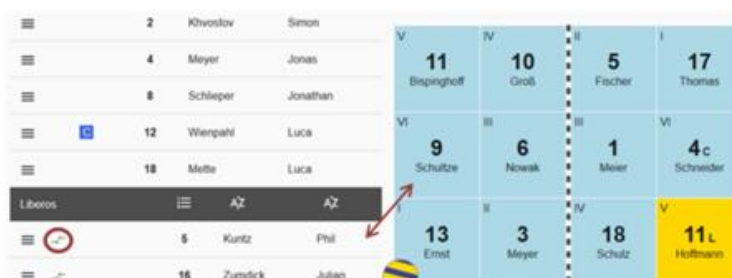 2 Khvostov Simon
4 Meyer Jonas
8 Schlieper Jonathan
C 12 Wienpahl Luca
18 Mette Luca
Liberos AZ AZ
5 Kuntz Phil
16 Zumdick Julian
V IV II I
11 10 5 17
Bispinghoff Groß Fischer Thomas
VI III III VI
9 6 1 4 c
Schultze Nowak Meier Schneider
I II IV V
13 3 18 11 L
Ernst Meyer Schulz Hoffmann